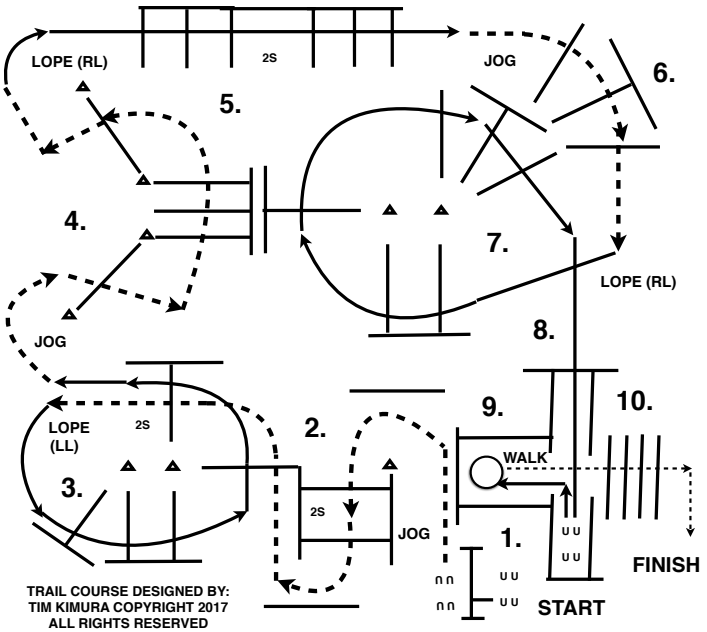 LOPE (RL)
2S
JOG
6.
5.
4.
7.
LOPE (RL)
JOG
8.
2S
LOPE
(LL)
3.
2.
2S
JOG
9.
10.
WALK
1.
U U
U U
n n
n n
U U
U U
START
FINISH
TRAIL COURSE DESIGNED BY:
TIM KIMURA COPYRIGHT 2017
ALL RIGHTS RESERVED